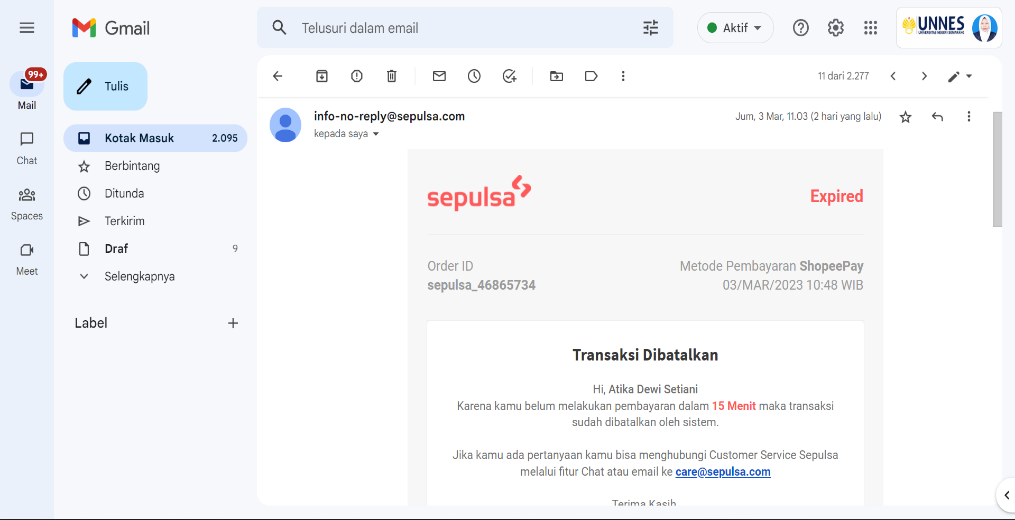 Gmail
Telusuri dalam email
Aktif
UNNES
99+
Mail
Chat
Spaces
Meet
Tulis
Kotak Masuk 2.095
Berbintang
Ditunda
Terkirim
Draf 9
Selengkapnya
Label
11 dari 2.277
info-no-reply@sepulsa.com
Jum, 3 Mar, 11.03 (2 hari yang lalu)
kepada saya
sepulsa
Expired
Order ID
sepulsa_46865734
Metode Pembayaran ShopeePay
03/MAR/2023 10:48 WIB
Transaksi Dibatalkan
Hi, Atika Dewi Setiani
Karena kamu belum melakukan pembayaran dalam 15 Menit maka transaksi
sudah dibatalkan oleh sistem.
Jika kamu ada pertanyaan kamu bisa menghubungi Customer Service Sepulsa
melalui fitur Chat atau email ke care@sepulsa.com
Terima Kasih